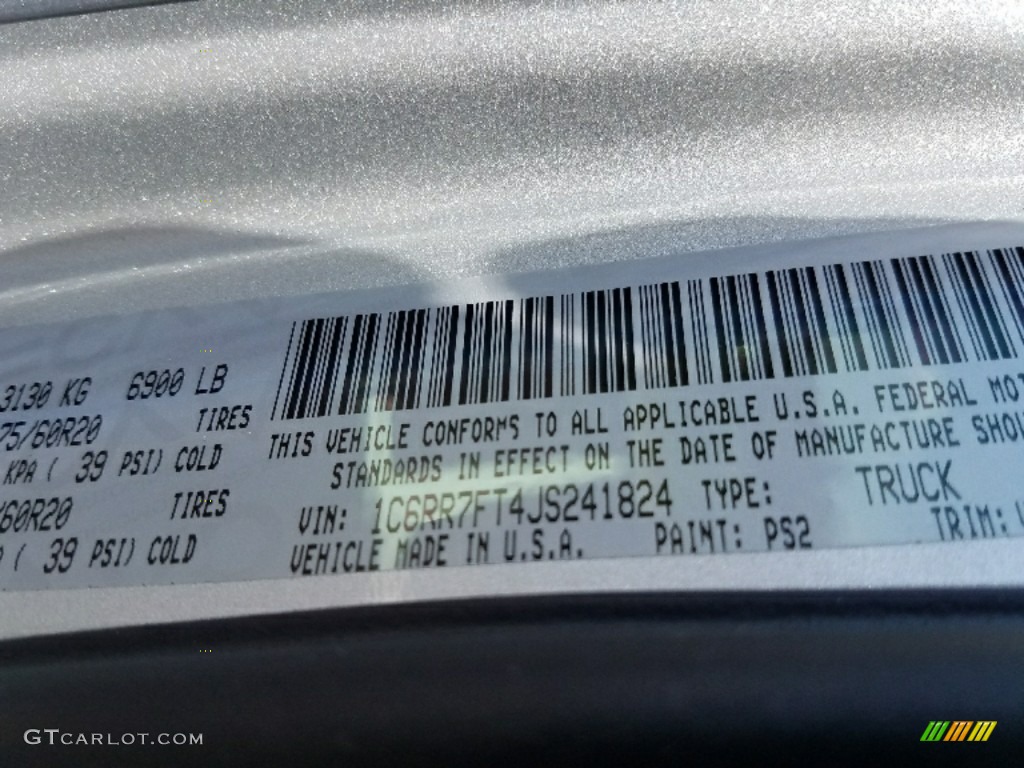 3130 KG 6900 LB
75/60R20 TIRES
KPA ( 39 PSI) COLD
/60R20 TIRES
( 39 PSI) COLD
THIS VEHICLE CONFORMS TO ALL APPLICABLE U.S.A. FEDERAL MOT
STANDARDS IN EFFECT ON THE DATE OF MANUFACTURE SHOW
VIN: 1C6RR7FT4JS241824 TYPE: TRUCK
VEHICLE MADE IN U.S.A. PAINT: PS2 TRIM:
GTCARLOT.COM